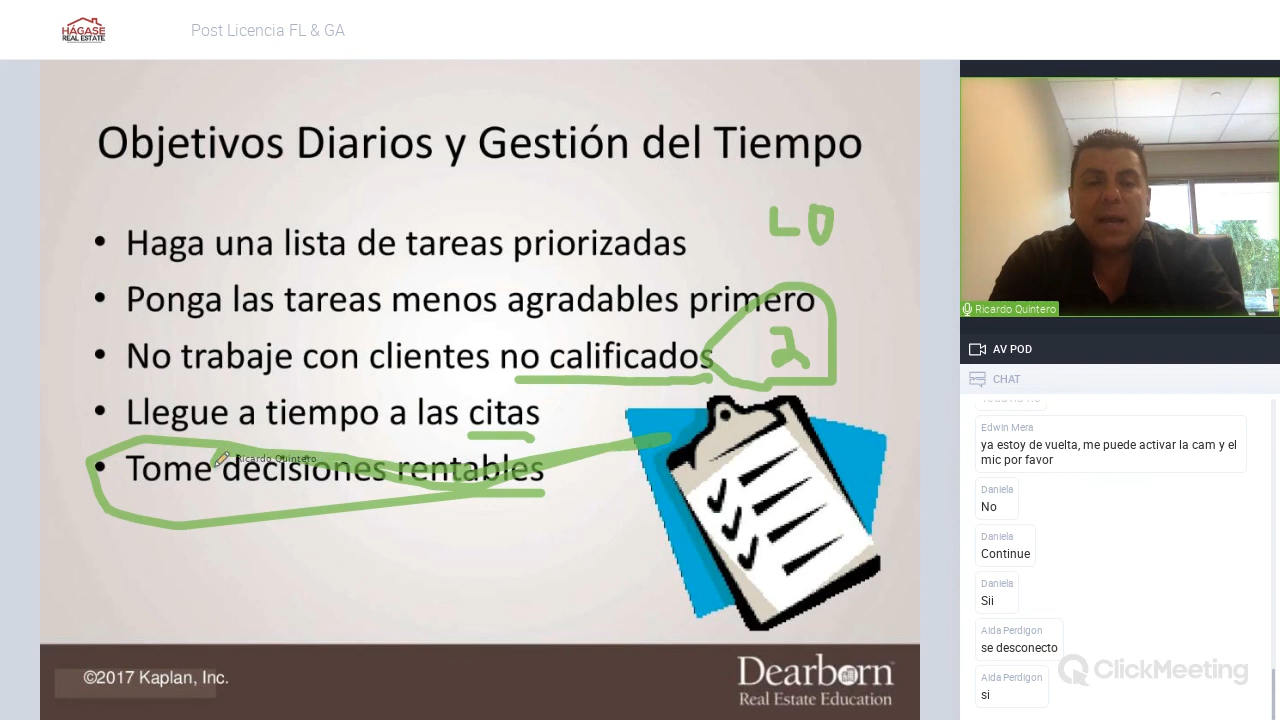 HÁGASE
REAL ESTATE
Post Licencia FL & GA
Objetivos Diarios y Gestión del Tiempo
LO
• Haga una lista de tareas priorizadas
• Ponga las tareas menos agradables primero
2
• No trabaje con clientes no calificados
• Llegue a tiempo a las citas
Ricardo Quintero
• Tome decisiones rentables
©2017 Kaplan, Inc.
Dearborn
Real Estate Education
Ricardo Quintero
AV POD
CHAT
Edwin Mera
ya estoy de vuelta, me puede activar la cam y el
mic por favor
Daniela
No
Daniela
Continue
Daniela
Sii
Aida Perdigon
se desconecto
Aida Perdigon
si
ClickMeeting